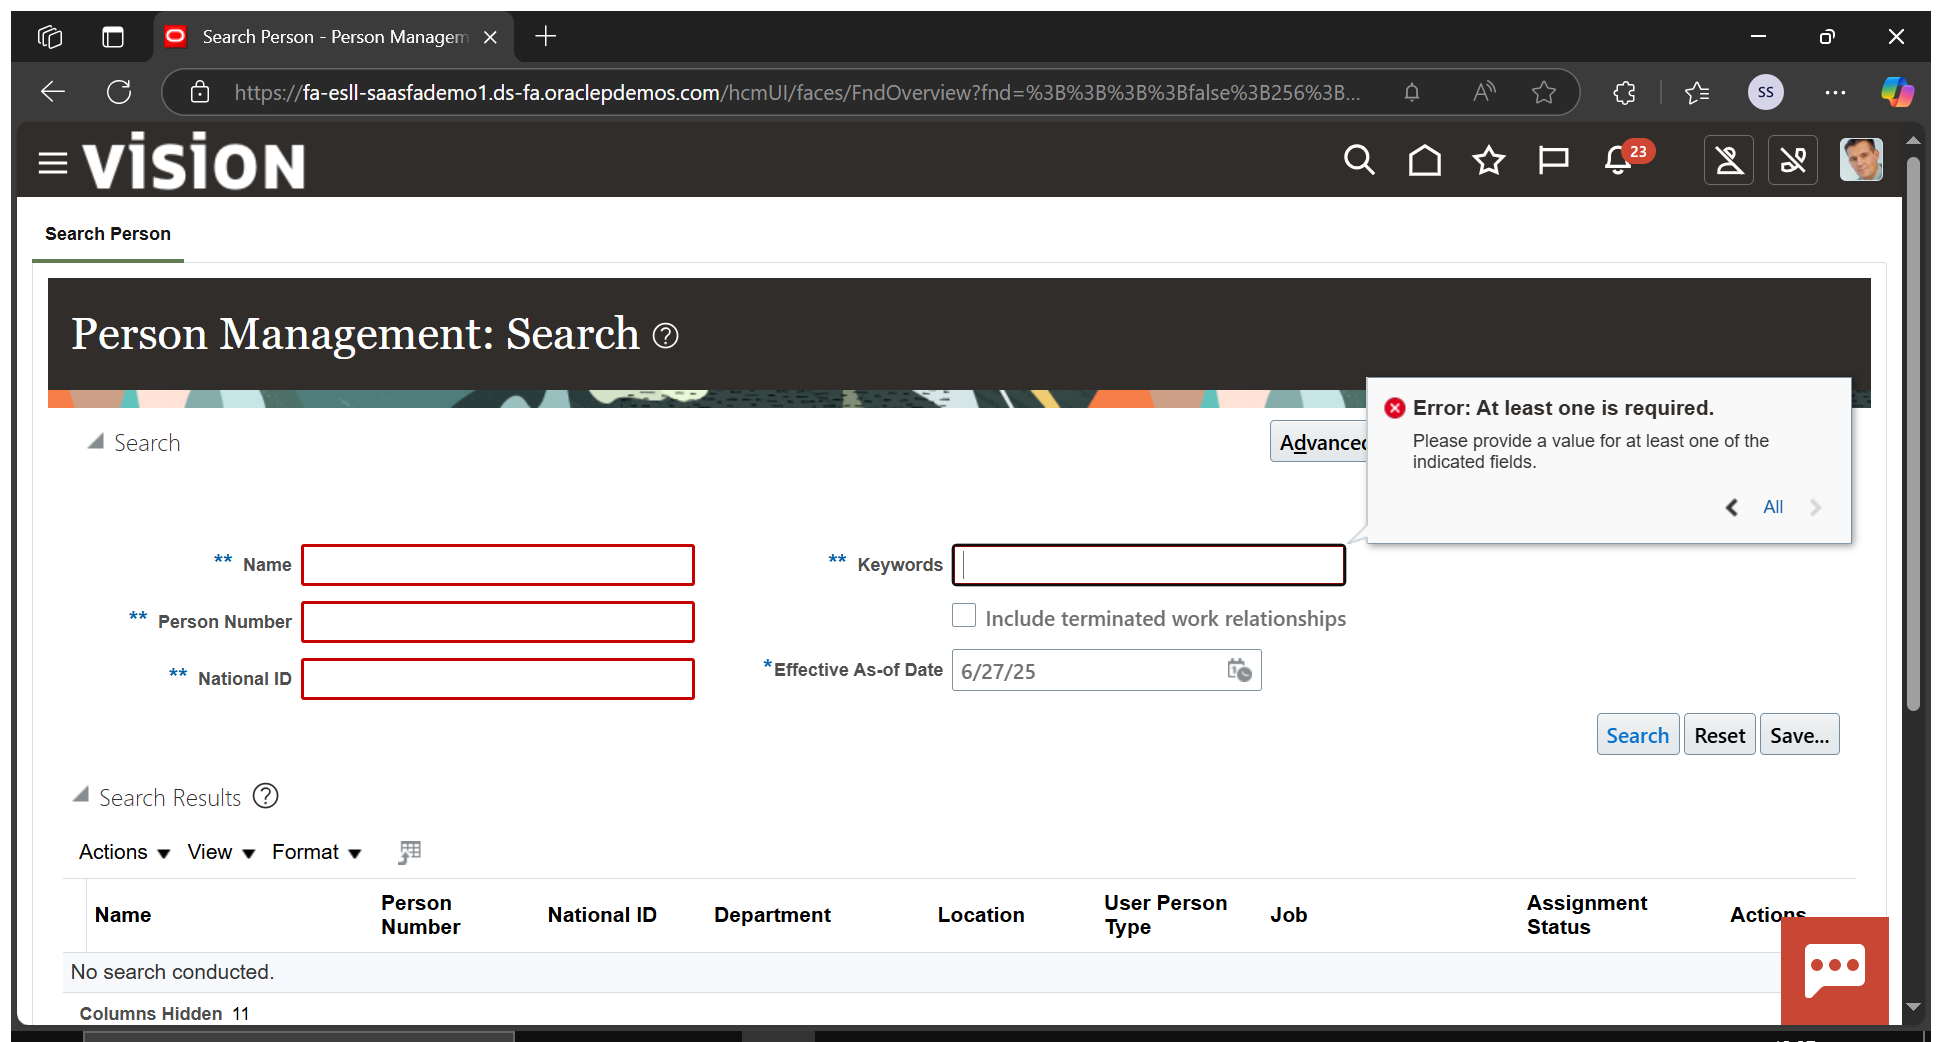 Search Person - Person Managem
https://fa-esll-saasfademo1.ds-fa.oraclepdemos.com/hcmUI/faces/FndOverview?fnd=%3B%3B%3B%3Bfalse%3B256%3B...
SS
VISION
23
Search Person
Person Management: Search ?
Error: At least one is required.
Please provide a value for at least one of the
indicated fields.
All
Search
Advanced
** Name
** Keywords
** Person Number
Include terminated work relationships
** National ID
*Effective As-of Date 6/27/25
Search Reset Save...
Search Results ?
Actions View Format
Name Person Number National ID Department Location User Person Type Job Assignment Status Actions
No search conducted.
Columns Hidden 11